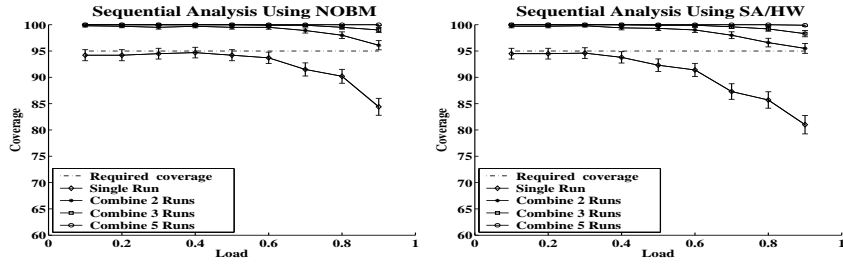 Sequential Analysis Using NOBM
100
95
90
85
80
75
70
65
60
Coverage
Required coverage
Single Run
Combine 2 Runs
Combine 3 Runs
Combine 5 Runs
0 0.2 0.4 0.6 0.8 1
Load
Sequential Analysis Using SA/HW
100
95
90
85
80
75
70
65
60
Coverage
Required coverage
Single Run
Combine 2 Runs
Combine 3 Runs
Combine 5 Runs
0 0.2 0.4 0.6 0.8 1
Load